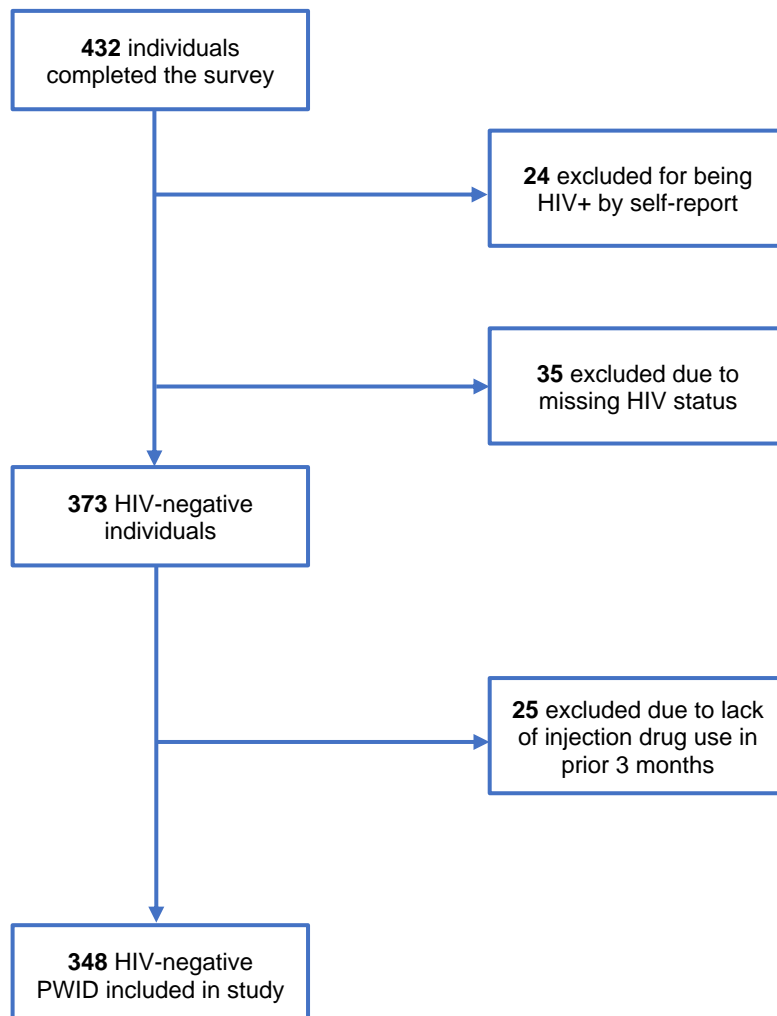 432 individuals
completed the survey
24 excluded for being
HIV+ by self-report
35 excluded due to
missing HIV status
373 HIV-negative
individuals
25 excluded due to lack
of injection drug use in
prior 3 months
348 HIV-negative
PWID included in study